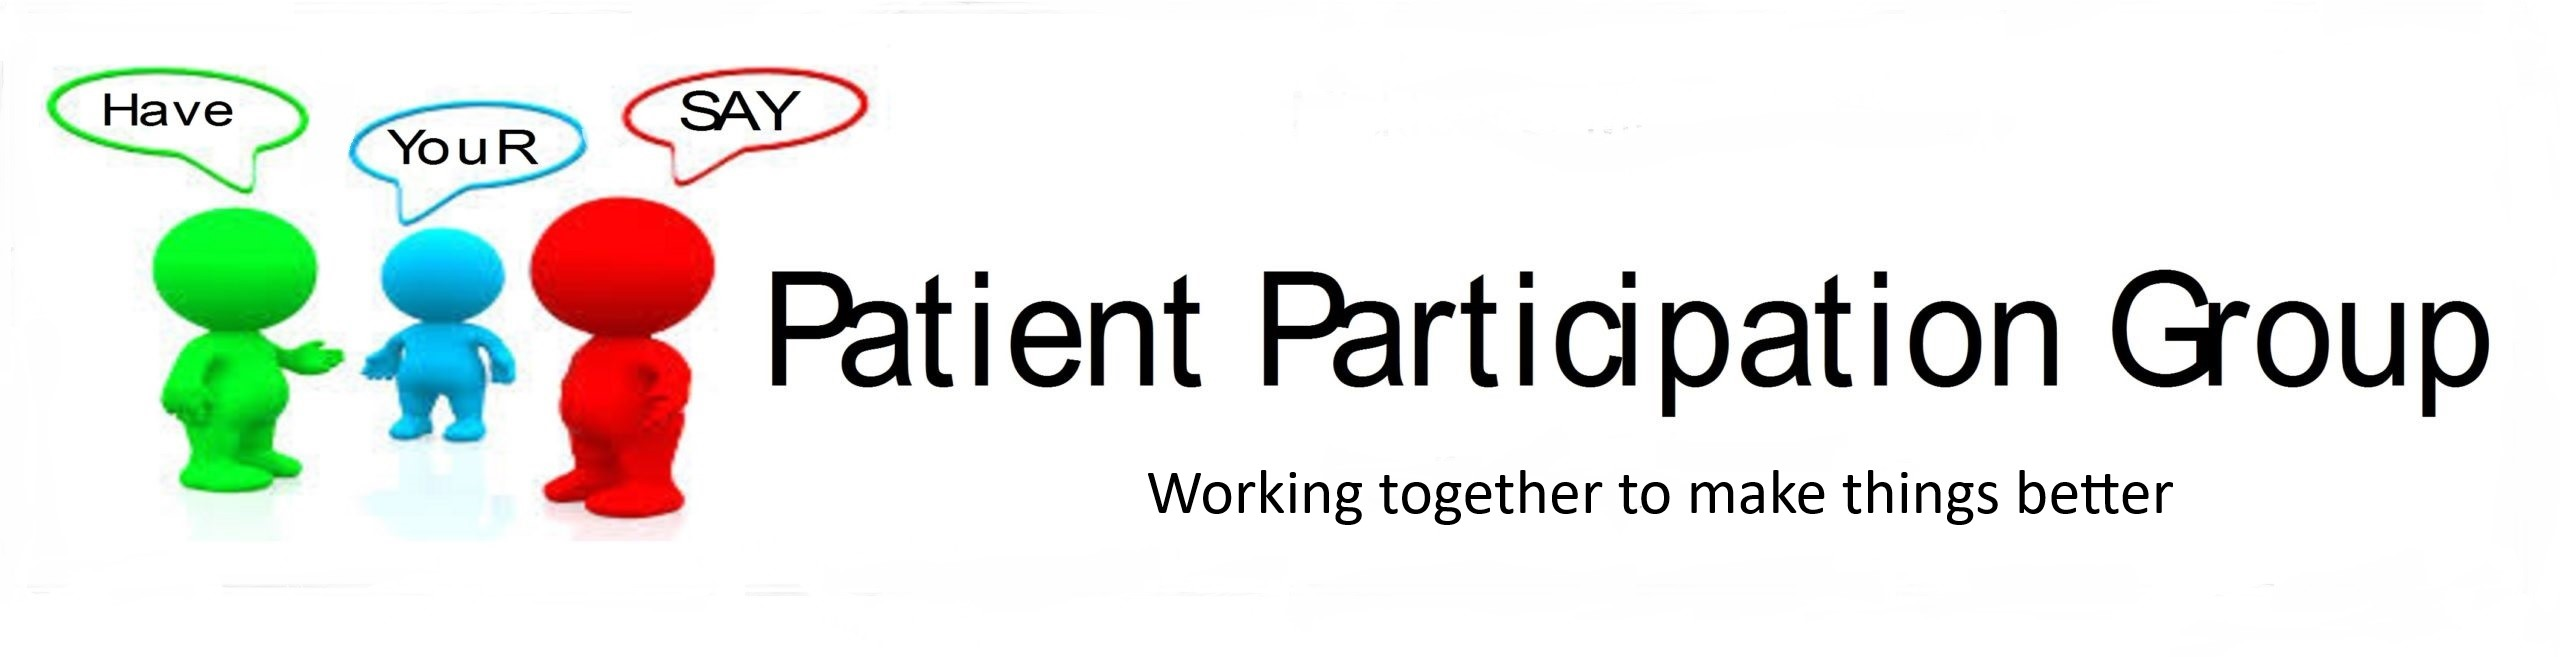 Have
YouR
SAY
Patient Participation Group
Working together to make things better